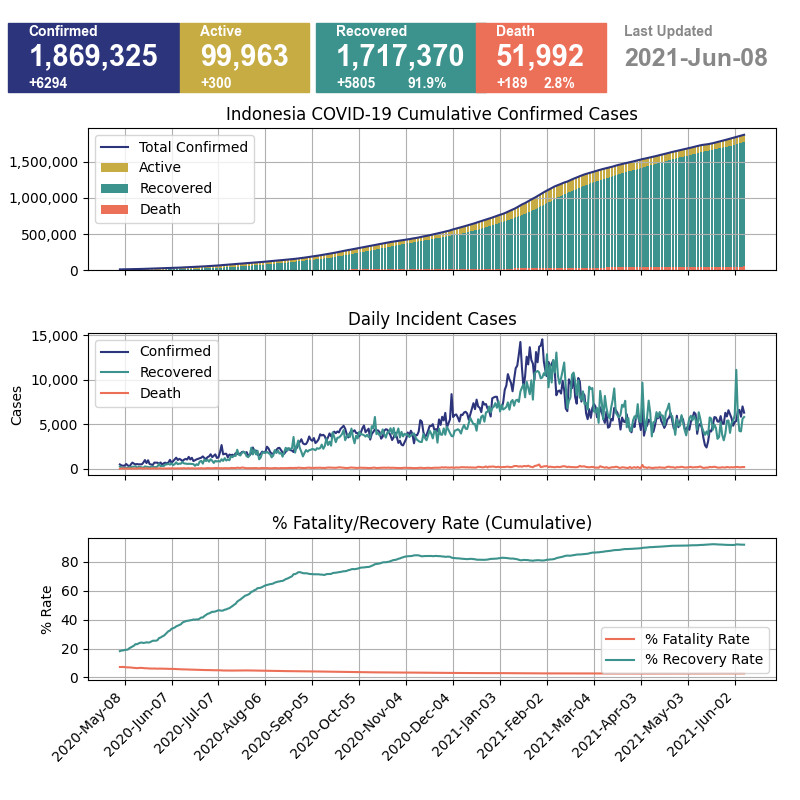 Confirmed
1,869,325
+6294
Active
99,963
+300
Recovered
1,717,370
+5805 91.9%
Death
51,992
+189 2.8%
Last Updated
2021-Jun-08
Indonesia COVID-19 Cumulative Confirmed Cases
Total Confirmed
Active
Recovered
Death
1,500,000
1,000,000
500,000
0
Daily Incident Cases
Confirmed
Recovered
Death
15,000
10,000
5,000
0
Cases
% Fatality/Recovery Rate (Cumulative)
% Fatality Rate
% Recovery Rate
80
60
40
20
0
% Rate
2020-May-08
2020-Jun-07
2020-Jul-07
2020-Aug-06
2020-Sep-05
2020-Oct-05
2020-Nov-04
2020-Dec-04
2021-Jan-03
2021-Feb-02
2021-Mar-04
2021-Apr-03
2021-May-03
2021-Jun-02